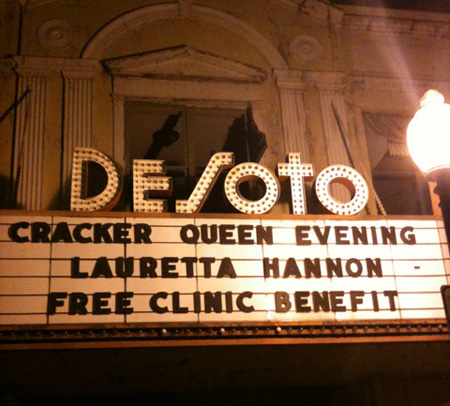 DESOTO
CRACKER QUEEN EVENING
LAURETTA HANNON -
FREE CLINIC BENEFIT